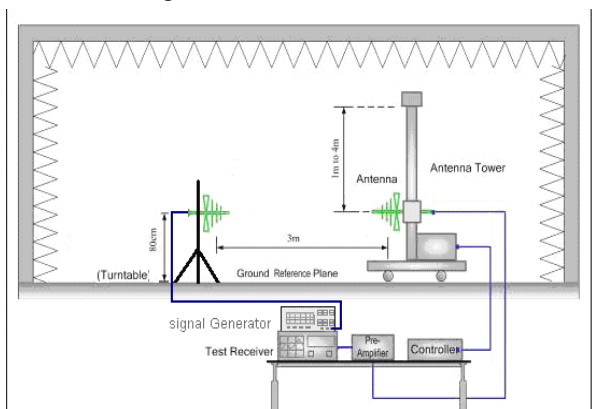 1m to 4m
Antenna
Antenna Tower
80cm
3m
(Turntable)
Ground Reference Plane
signal Generator
Test Receiver
Pre-
Amplifier
Controller